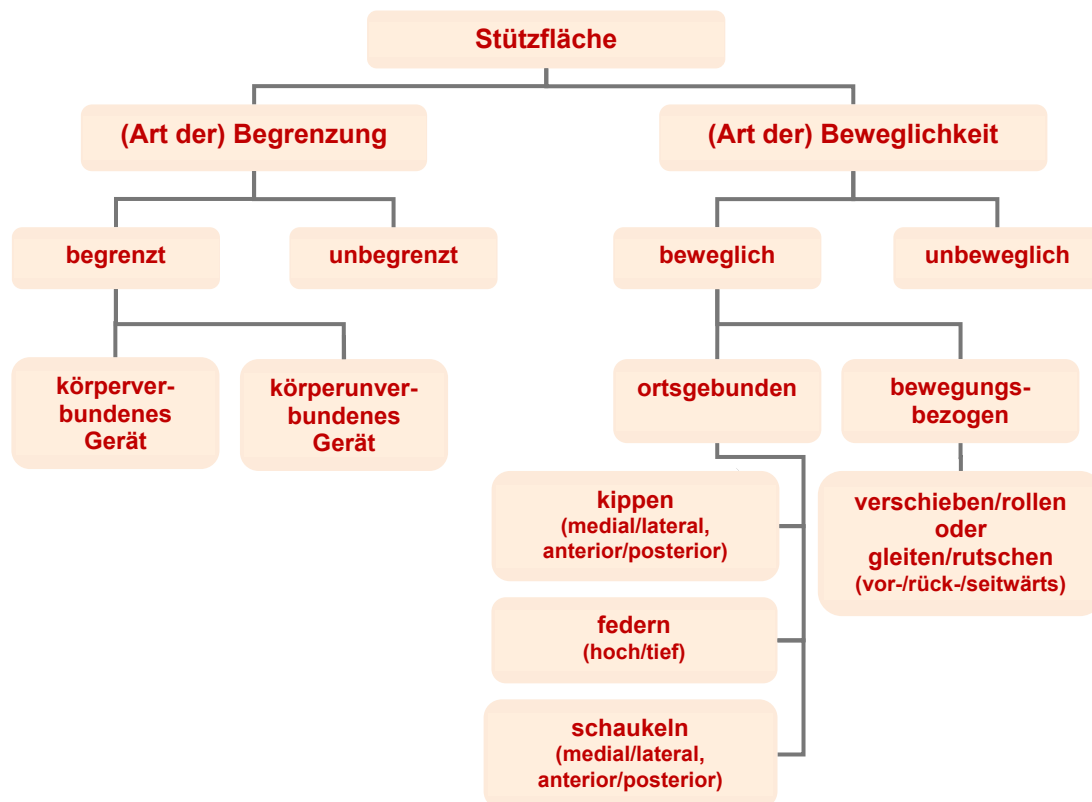 Stützfläche
(Art der) Begrenzung
(Art der) Beweglichkeit
begrenzt
unbegrenzt
beweglich
unbeweglich
körperver-
bundenes
Gerät
körperunver-
bundenes
Gerät
ortsgebunden
bewegungs-
bezogen
kippen
(medial/lateral,
anterior/posterior)
verschieben/rollen
oder
gleiten/rutschen
(vor-/rück-/seitwärts)
federn
(hoch/tief)
schaukeln
(medial/lateral,
anterior/posterior)